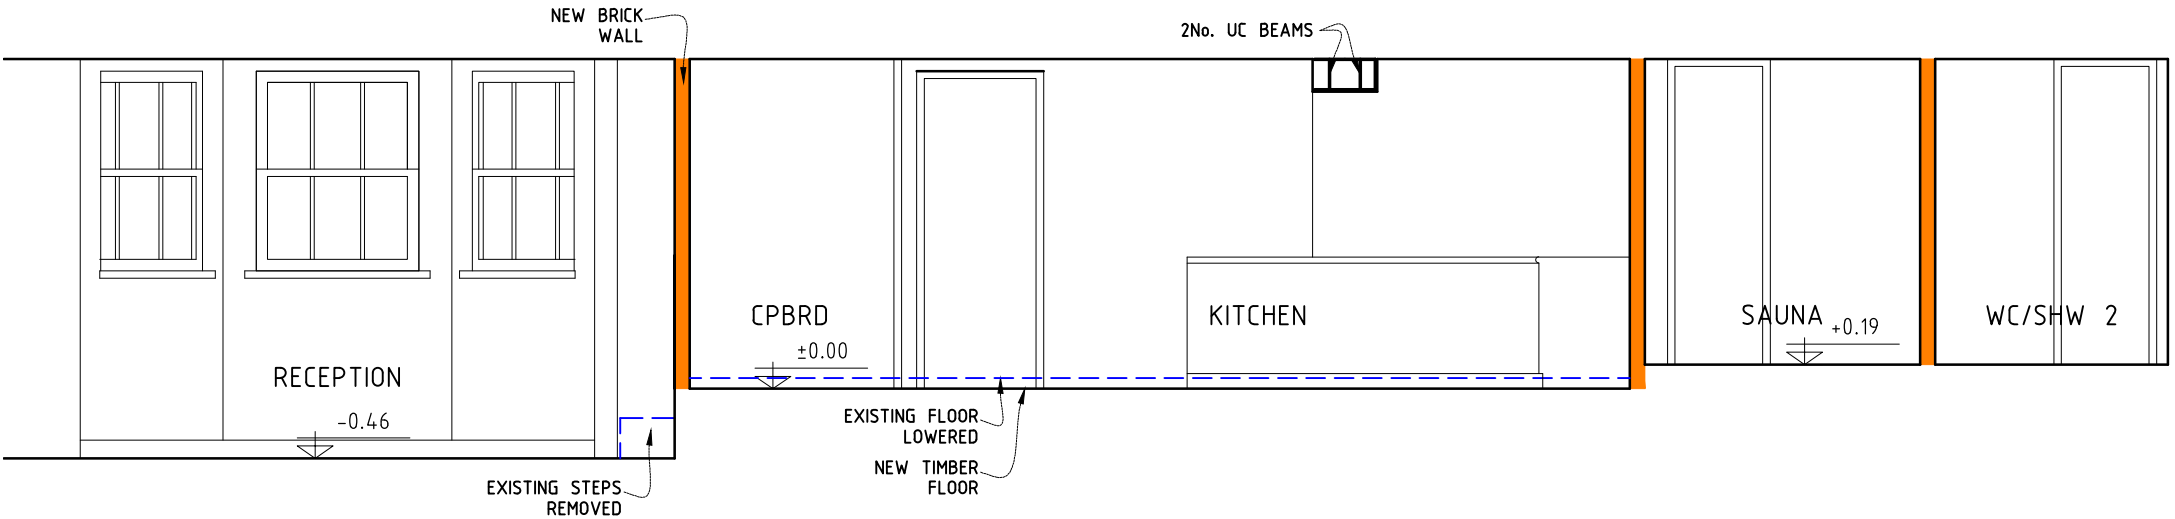 NEW BRICK
WALL
2No. UC BEAMS
CPBRD
±0.00
KITCHEN
SAUNA
+0.19
WC/SHW 2
RECEPTION
-0.46
EXISTING FLOOR
LOWERED
NEW TIMBER
FLOOR
EXISTING STEPS
REMOVED